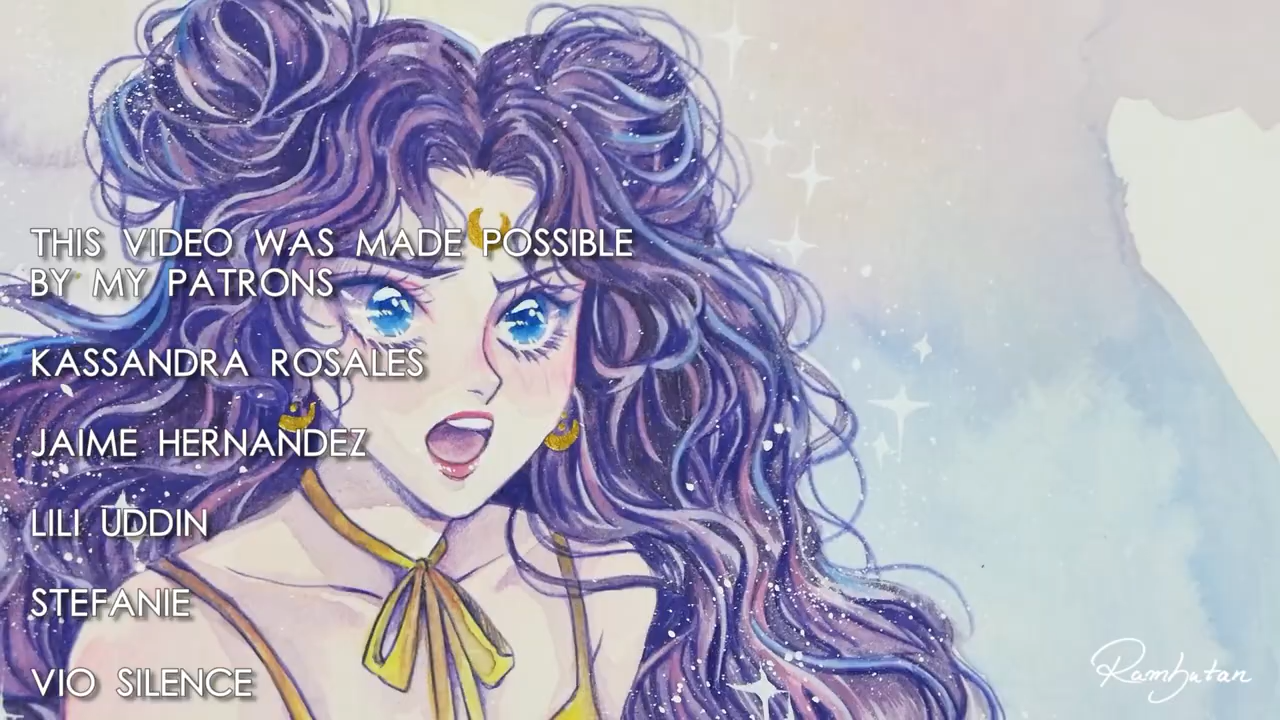 THIS VIDEO WAS MADE POSSIBLE
BY MY PATRONS
KASSANDRA ROSALES
JAIME HERNANDEZ
LILI UDDIN
STEFANIE
VIO SILENCE
Rambutan